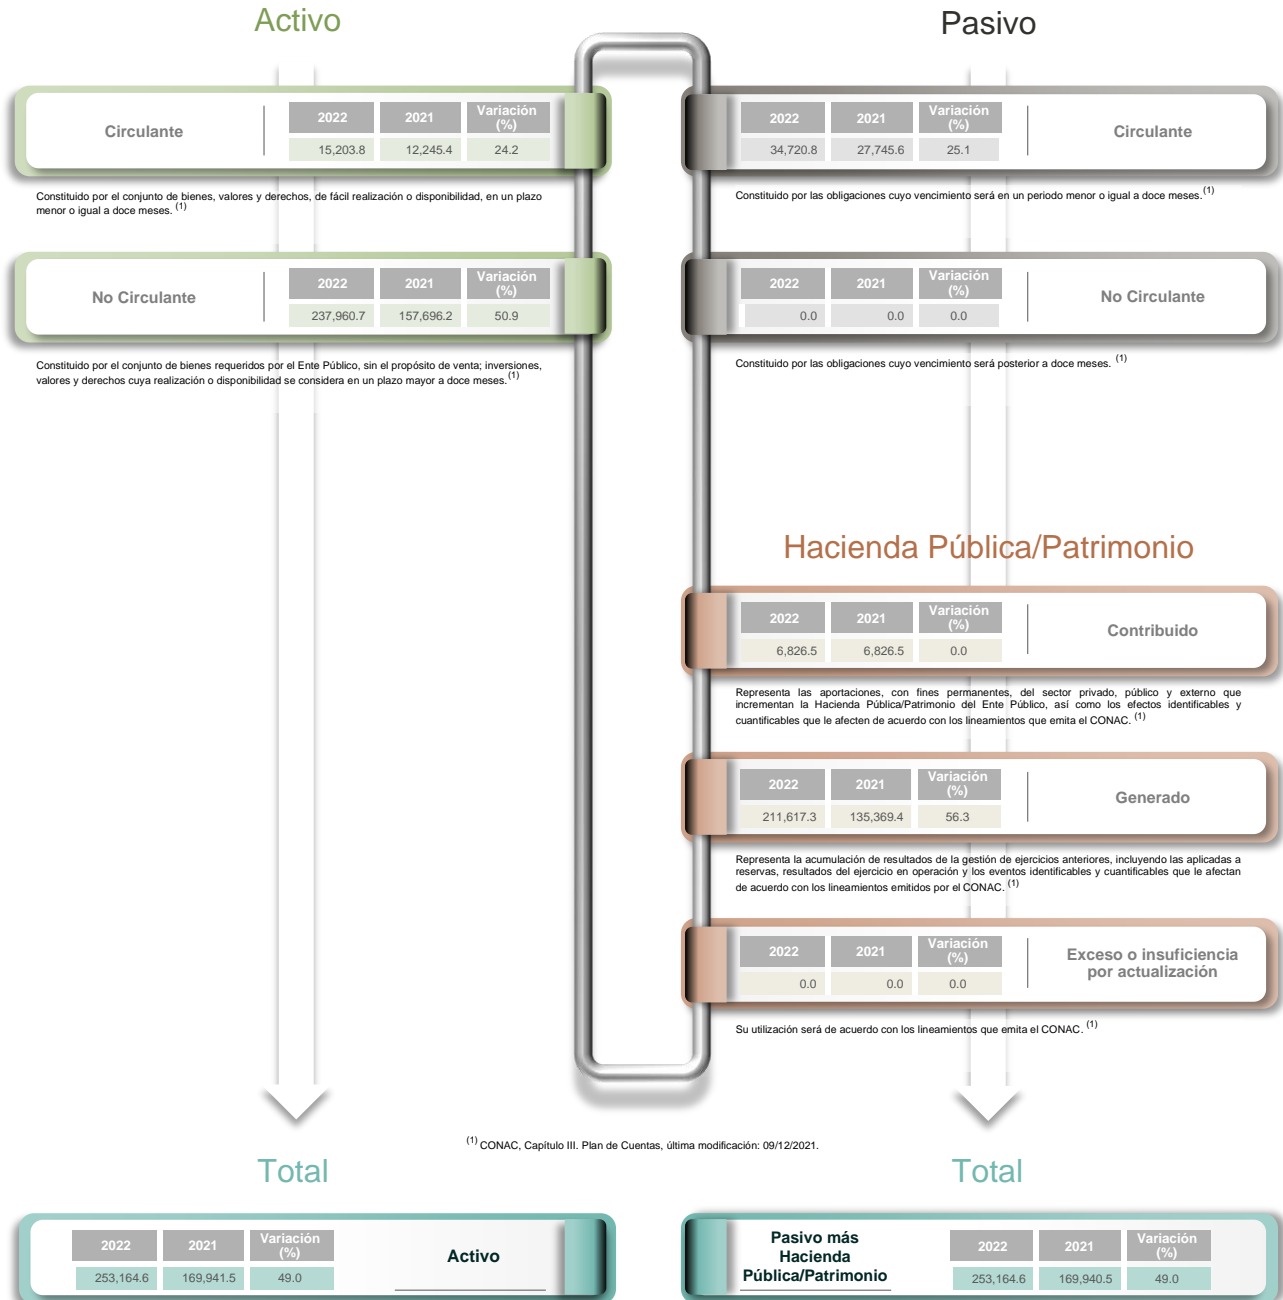 Activo
Circulante
2022 2021 Variación (%)
15,203.8 12,245.4 24.2
Constituido por el conjunto de bienes, valores y derechos, de fácil realización o disponibilidad, en un plazo
menor o igual a doce meses. (1)
No Circulante
2022 2021 Variación (%)
237,960.7 157,696.2 50.9
Constituido por el conjunto de bienes requeridos por el Ente Público, sin el propósito de venta; inversiones,
valores y derechos cuya realización o disponibilidad se considera en un plazo mayor a doce meses. (1)
Pasivo
2022 2021 Variación (%)
34,720.8 27,745.6 25.1
Circulante
Constituido por las obligaciones cuyo vencimiento será en un periodo menor o igual a doce meses. (1)
2022 2021 Variación (%)
0.0 0.0 0.0
No Circulante
Constituido por las obligaciones cuyo vencimiento será posterior a doce meses. (1)
Hacienda Pública/Patrimonio
2022 2021 Variación (%)
6,826.5 6,826.5 0.0
Contribuido
Representa las aportaciones, con fines permanentes, del sector privado, público y externo que
incrementan la Hacienda Pública/Patrimonio del Ente Público, así como los efectos identificables y
cuantificables que le afecten de acuerdo con los lineamientos que emita el CONAC. (1)
2022 2021 Variación (%)
211,617.3 135,369.4 56.3
Generado
Representa la acumulación de resultados de la gestión de ejercicios anteriores, incluyendo las aplicadas a
reservas, resultados del ejercicio en operación y los eventos identificables y cuantificables que le afectan
de acuerdo con los lineamientos emitidos por el CONAC. (1)
2022 2021 Variación (%)
0.0 0.0 0.0
Exceso o insuficiencia
por actualización
Su utilización será de acuerdo con los lineamientos que emita el CONAC. (1)
(1) CONAC, Capítulo III. Plan de Cuentas, última modificación: 09/12/2021.
Total
2022 2021 Variación (%)
253,164.6 169,941.5 49.0
Activo
Total
Pasivo más
Hacienda
Pública/Patrimonio
2022 2021 Variación (%)
253,164.6 169,940.5 49.0